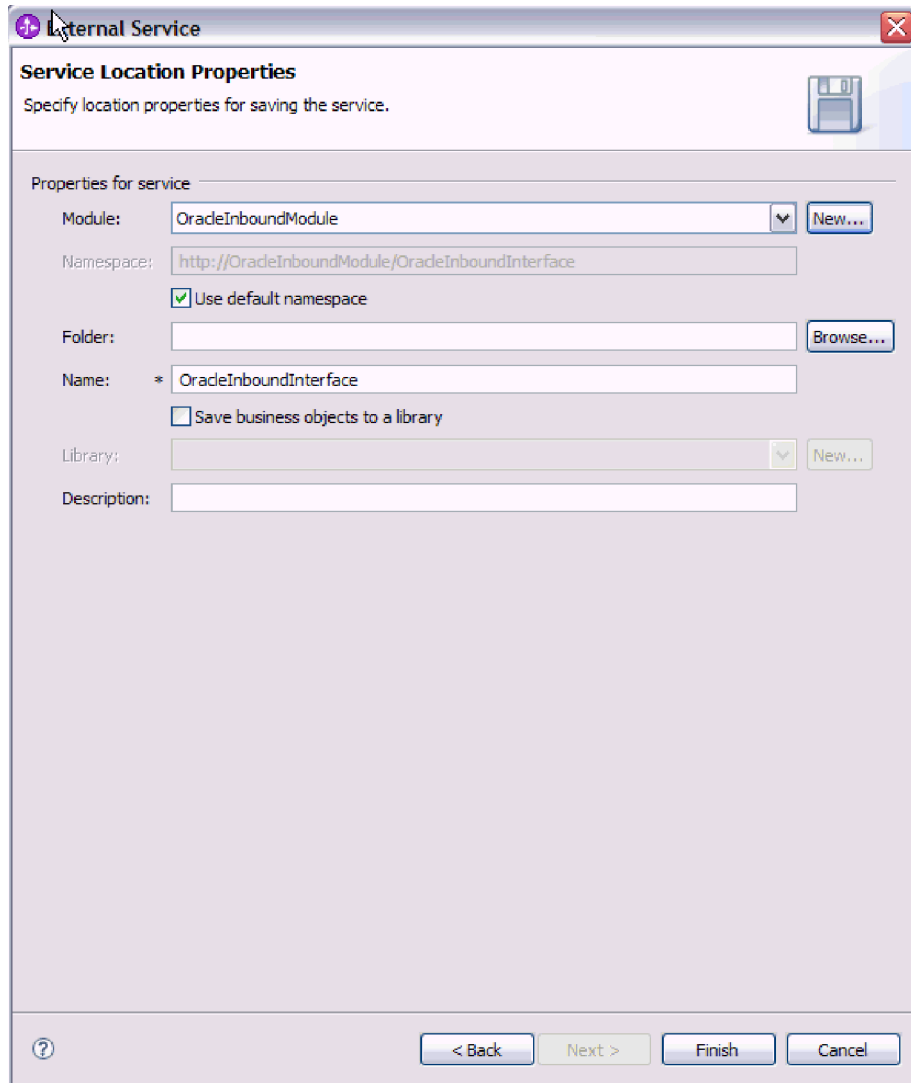 External Service
Service Location Properties
Specify location properties for saving the service.
Properties for service
Module: OracleInboundModule New...
Namespace: http://OracleInboundModule/OracleInboundInterface
Use default namespace
Folder: Browse...
Name: * OracleInboundInterface
Save business objects to a library
Library: New...
Description:
< Back Next > Finish Cancel